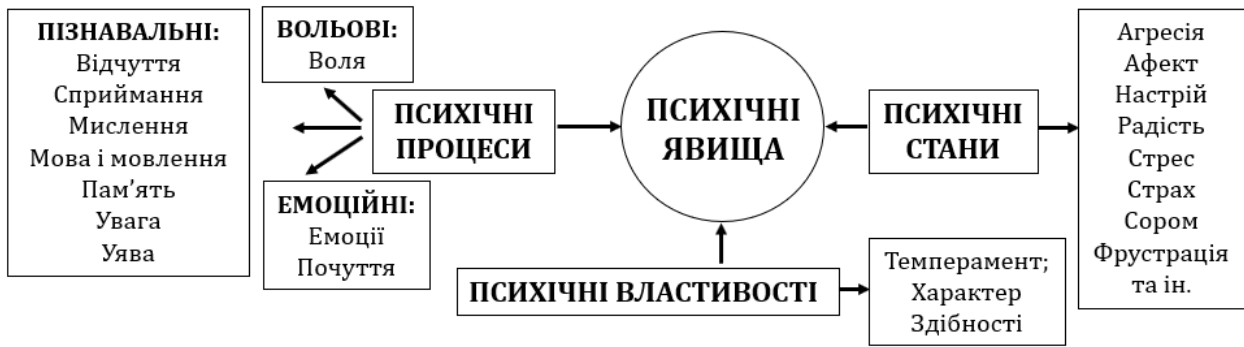 ПІЗНАВАЛЬНІ:
Відчуття
Сприймання
Мислення
Мова і мовлення
Пам’ять
Увага
Уява
ВОЛЬОВІ:
Воля
ПСИХІЧНІ
ПРОЦЕСИ
ЕМОЦІЙНІ:
Емоції
Почуття
ПСИХІЧНІ
ЯВИЩА
ПСИХІЧНІ
СТАНИ
Агресія
Афект
Настрій
Радість
Стрес
Страх
Сором
Фрустрація
та ін.
ПСИХІЧНІ ВЛАСТИВОСТІ
Темперамент;
Характер
Здібності